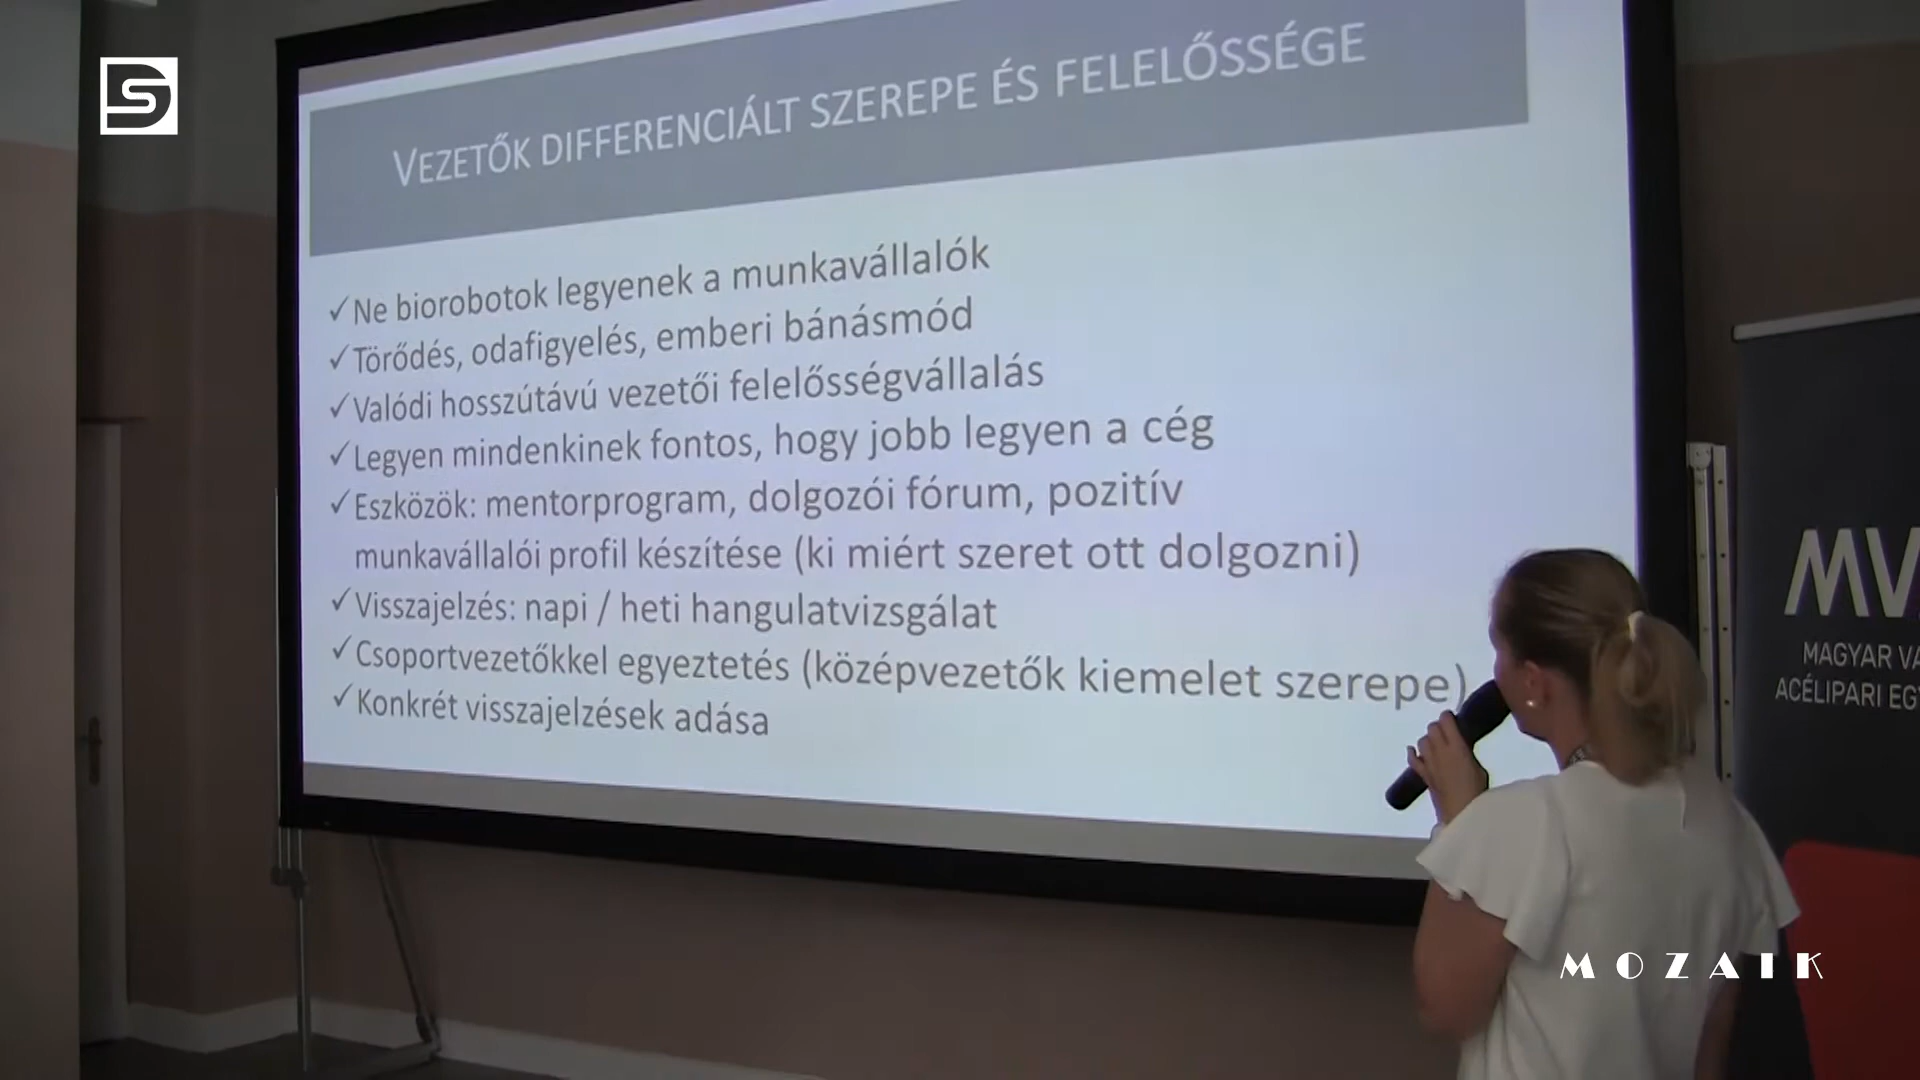 DS
VEZETŐK DIFFERENCIÁLT SZEREPE ÉS FELELŐSSÉGE
✓Ne biorobotok legyenek a munkavállalók
✓Törődés, odafigyelés, emberi bánásmód
✓Valódi hosszútávú vezetői felelősségvállalás
✓Legyen mindenkinek fontos, hogy jobb legyen a cég
✓Eszközök: mentorprogram, dolgozói fórum, pozitív
munkavállalói profil készítése (ki miért szeret ott dolgozni)
✓Visszajelzés: napi / heti hangulatvizsgálat
✓Csoportvezetőkkel egyeztetés (középvezetők kiemelet szerepe)
✓Konkrét visszajelzések adása
MV
MAGYAR VA
ACÉLIPARI EG
MOZAIK